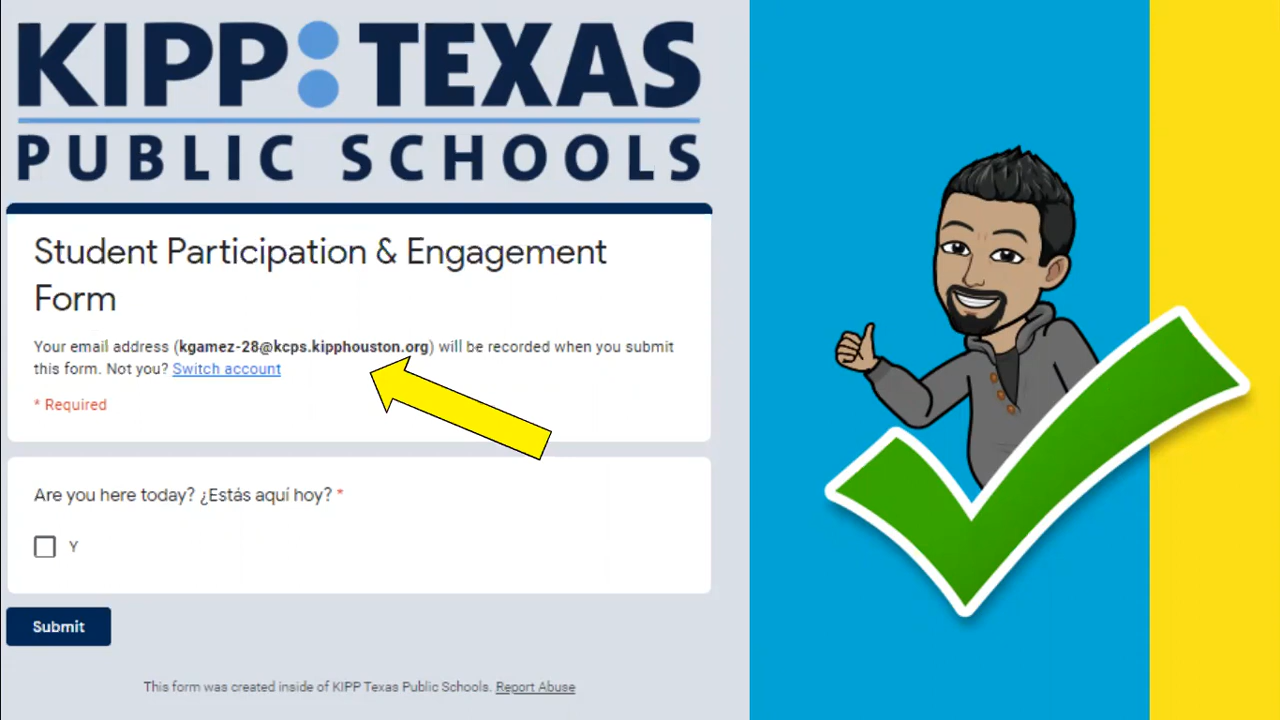 KIPP:TEXAS
PUBLIC SCHOOLS
Student Participation & Engagement
Form
Your email address (kgamez-28@kcps.kipphouston.org) will be recorded when you submit
this form. Not you? Switch account
* Required
Are you here today? ¿Estás aquí hoy? *
Y
Submit
This form was created inside of KIPP Texas Public Schools. Report Abuse